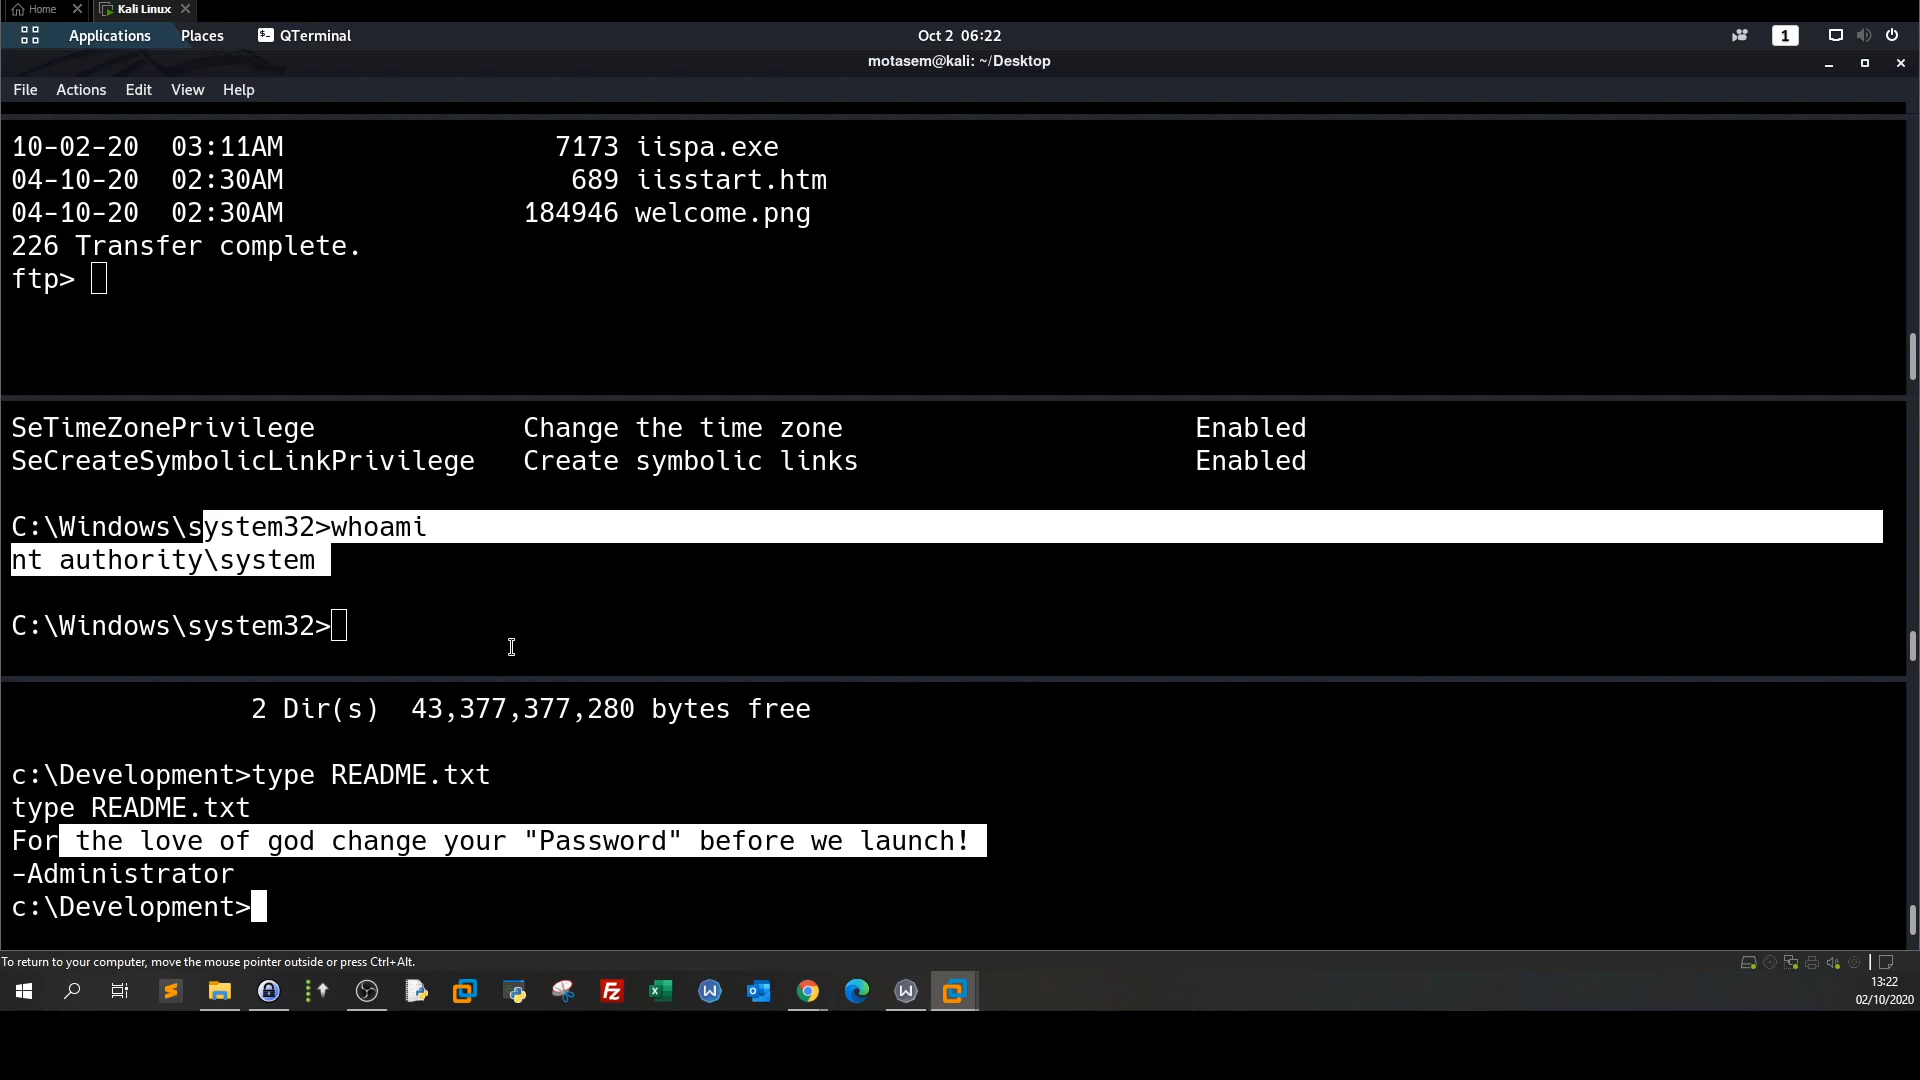 Home
Kali Linux
Applications Places QTerminal Oct 2 06:22 1
motasem@kali: ~/Desktop
File Actions Edit View Help
10-02-20 03:11AM 7173 iispa.exe
04-10-20 02:30AM 689 iisstart.htm
04-10-20 02:30AM 184946 welcome.png
226 Transfer complete.
ftp>
SeTimeZonePrivilege Change the time zone Enabled
SeCreateSymbolicLinkPrivilege Create symbolic links Enabled
C:\Windows\system32>whoami
nt authority\system
C:\Windows\system32>
2 Dir(s) 43,377,377,280 bytes free
c:\Development>type README.txt
type README.txt
For the love of god change your "Password" before we launch!
-Administrator
c:\Development>
To return to your computer, move the mouse pointer outside or press Ctrl+Alt.
13:22
02/10/2020